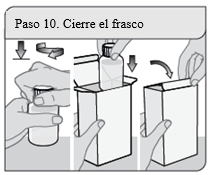 Paso 10. Cierre el frasco